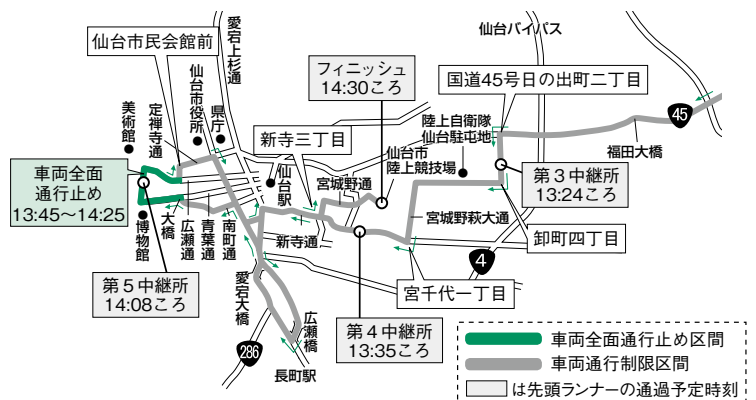 仙台市民会館前
愛宕上杉通
仙台バイパス
フィニッシュ
14:30ころ
国道45号日の出町二丁目
45
美術館
定禅寺通
仙台市役所
県庁
新寺三丁目
陸上自衛隊
仙台駐屯地
仙台市
陸上競技場
福田大橋
車両全面
通行止め
13:45～14:25
仙台駅
宮城野通
第3中継所
13:24ころ
博物館
大橋
広瀬通
青葉通
南町通
新寺通
宮城野萩大通
卸町四丁目
4
第5中継所
14:08ころ
愛宕大橋
広瀬橋
宮千代一丁目
第4中継所
13:35ころ
286
長町駅
車両全面通行止め区間
車両通行制限区間
は先頭ランナーの通過予定時刻